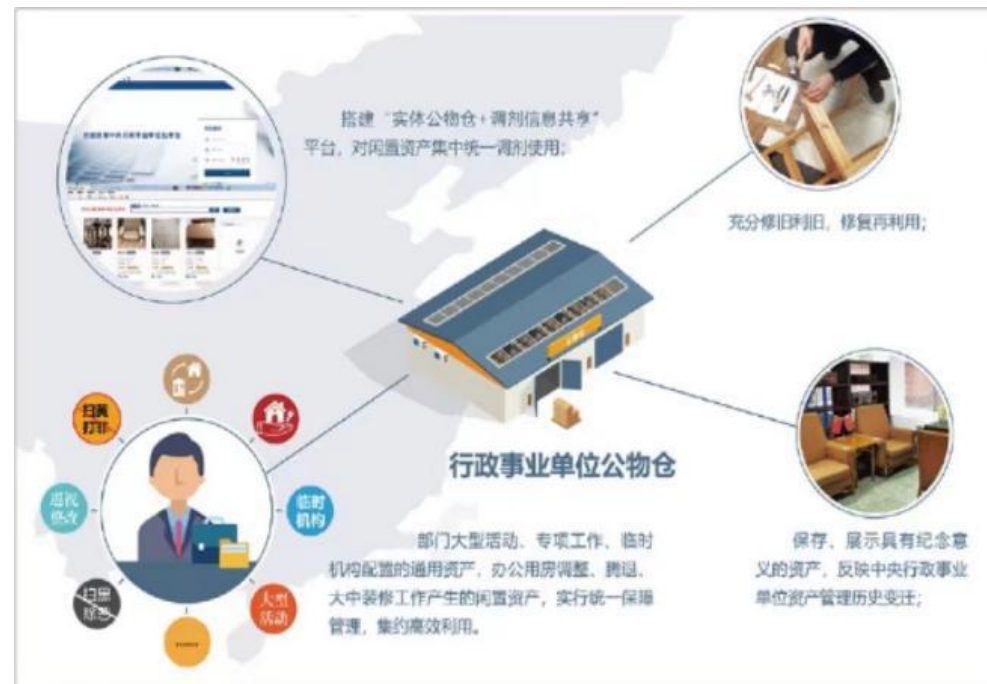 搭建“实体公物仓+调剂信息共享”
平台，对闲置资产集中统一调剂使用；
充分修旧利旧，修复再利用；
扫黄
打非
巡视
修改
临时
机构
扫黑
除恶
大型
活动
行政事业单位公物仓
部门大型活动、专项工作、临时
机构配置的通用资产，办公用房调整、腾退、
大中装修工作产生的闲置资产，实行统一保障
管理，集约高效利用。
保存、展示具有纪念意
义的资产，反映中央行政事业
单位资产管理历史变迁；